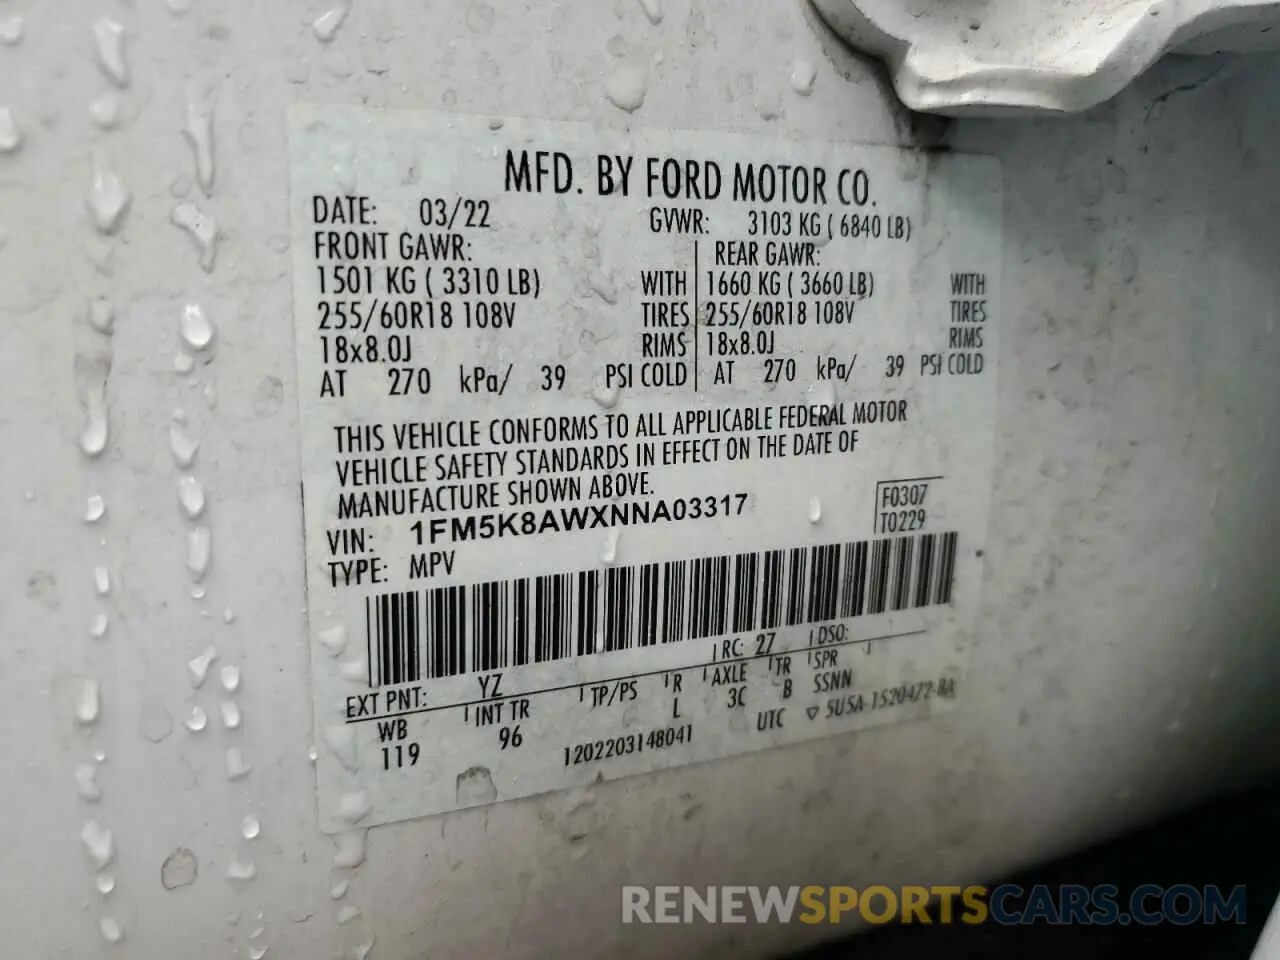 MFD. BY FORD MOTOR CO.
DATE: 03/22 GVWR: 3103 KG ( 6840 LB)
FRONT GAWR: REAR GAWR:
1501 KG ( 3310 LB) WITH 1660 KG ( 3660 LB) WITH
255/60R18 108V TIRES 255/60R18 108V TIRES
18x8.0J RIMS 18x8.0J RIMS
AT 270 kPa/ 39 PSI COLD AT 270 kPa/ 39 PSI COLD
THIS VEHICLE CONFORMS TO ALL APPLICABLE FEDERAL MOTOR
VEHICLE SAFETY STANDARDS IN EFFECT ON THE DATE OF
MANUFACTURE SHOWN ABOVE.
VIN: 1FM5K8AWXNNA03317 F0307
TYPE: MPV T0229
EXT PNT: YZ RC: 27 DSO:
WB INT TR TP/PS R AXLE TR SPR
119 96 L 3C B SSNN
1202203148041 UTC ▽ 5U5A-1520472-BA
RENEWSPORTSCARS.COM